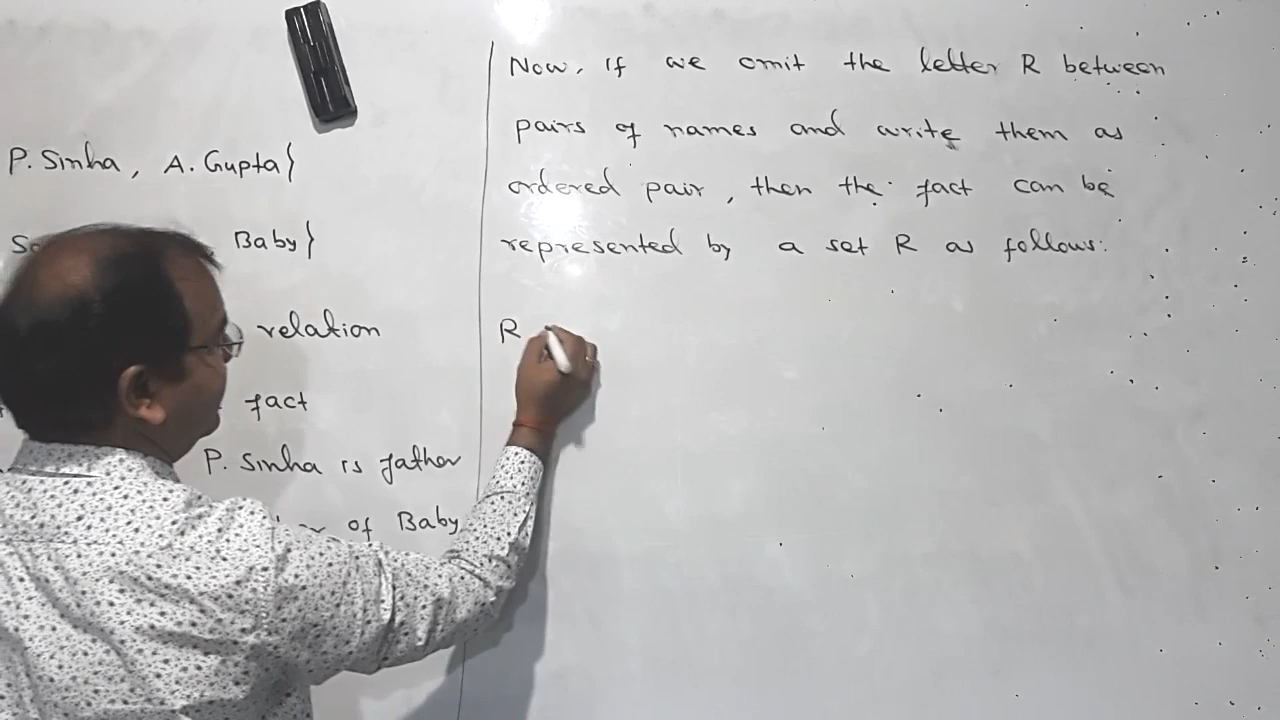 P. Sinha, A. Gupta}
Baby}
relation
fact
P. Sinha is father
of Baby
Now, if we omit the letter R between
pairs of names and write them as
ordered pair, then the fact can be
represented by a set R as follows:
R